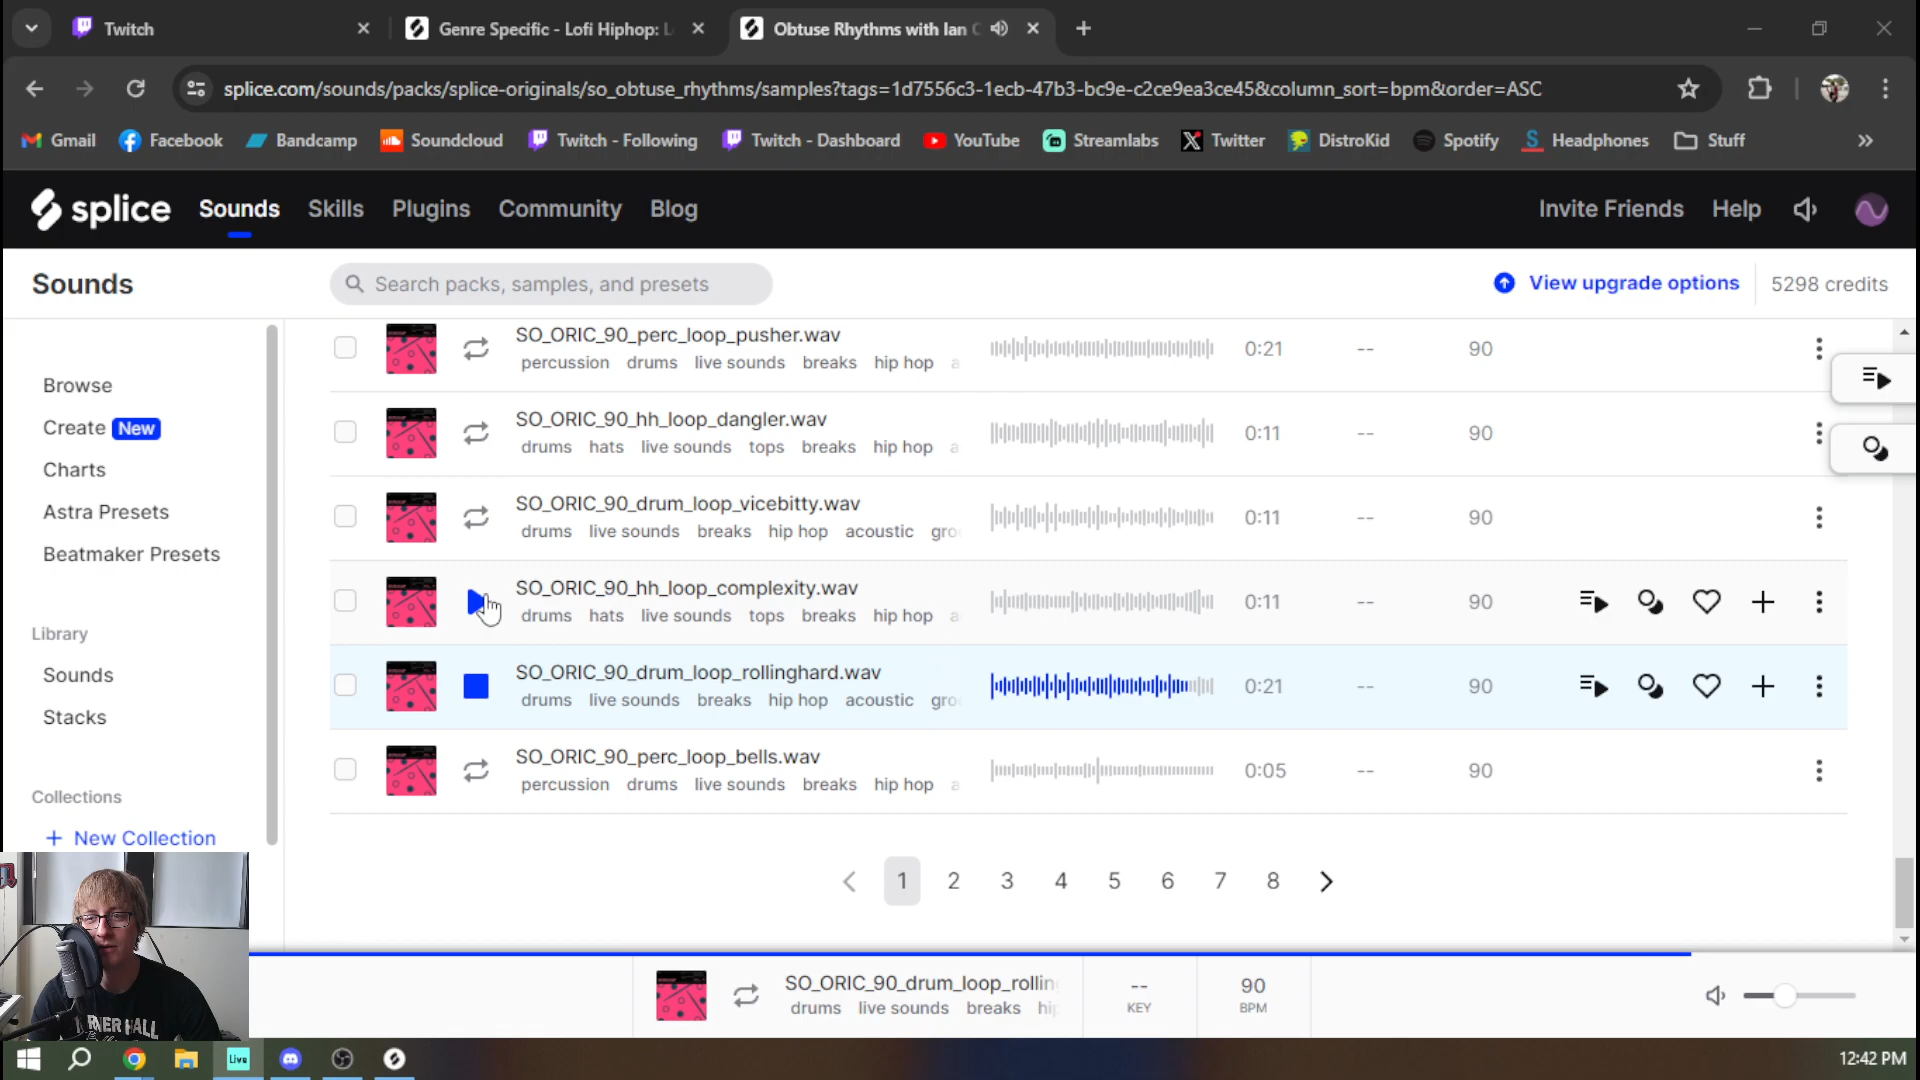 Twitch
Genre Specific - Lofi Hiphop: L
Obtuse Rhythms with Ian C
splice.com/sounds/packs/splice-originals/so_obtuse_rhythms/samples?tags=1d7556c3-1ecb-47b3-bc9e-c2ce9ea3ce45&column_sort=bpm&order=ASC
Gmail Facebook Bandcamp Soundcloud Twitch - Following Twitch - Dashboard YouTube Streamlabs Twitter DistroKid Spotify Headphones Stuff »
splice Sounds Skills Plugins Community Blog Invite Friends Help
Sounds Search packs, samples, and presets View upgrade options 5298 credits
Browse
Create New
Charts
Astra Presets
Beatmaker Presets
Library
Sounds
Stacks
Collections
+ New Collection
SO_ORIC_90_perc_loop_pusher.wav 0:21 -- 90
percussion drums live sounds breaks hip hop a
SO_ORIC_90_hh_loop_dangler.wav 0:11 -- 90
drums hats live sounds tops breaks hip hop a
SO_ORIC_90_drum_loop_vicebitty.wav 0:11 -- 90
drums live sounds breaks hip hop acoustic gro
SO_ORIC_90_hh_loop_complexity.wav 0:11 -- 90
drums hats live sounds tops breaks hip hop a
SO_ORIC_90_drum_loop_rollinghard.wav 0:21 -- 90
drums live sounds breaks hip hop acoustic gro
SO_ORIC_90_perc_loop_bells.wav 0:05 -- 90
percussion drums live sounds breaks hip hop a
1 2 3 4 5 6 7 8
SO_ORIC_90_drum_loop_rollin -- 90
drums live sounds breaks hip KEY BPM
Live
12:42 PM